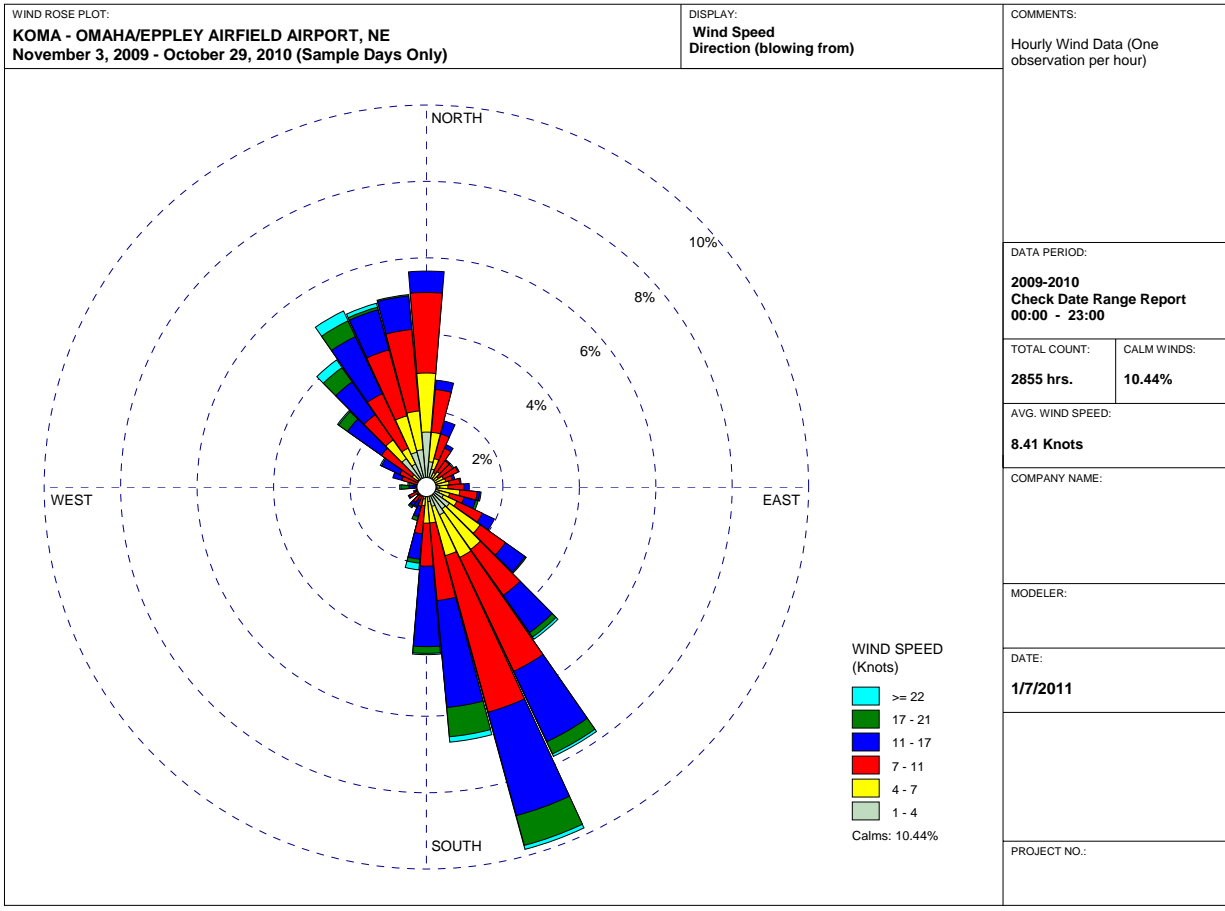 WIND ROSE PLOT:
KOMA - OMAHA/EPPLEY AIRFIELD AIRPORT, NE
November 3, 2009 - October 29, 2010 (Sample Days Only)
DISPLAY:
Wind Speed
Direction (blowing from)
COMMENTS:
Hourly Wind Data (One
observation per hour)
NORTH
10%
8%
6%
4%
2%
WEST
EAST
SOUTH
WIND SPEED
(Knots)
>= 22
17 - 21
11 - 17
7 - 11
4 - 7
1 - 4
Calms: 10.44%
DATA PERIOD:
2009-2010
Check Date Range Report
00:00 - 23:00
TOTAL COUNT:
2855 hrs.
CALM WINDS:
10.44%
AVG. WIND SPEED:
8.41 Knots
COMPANY NAME:
MODELER:
DATE:
1/7/2011
PROJECT NO.: